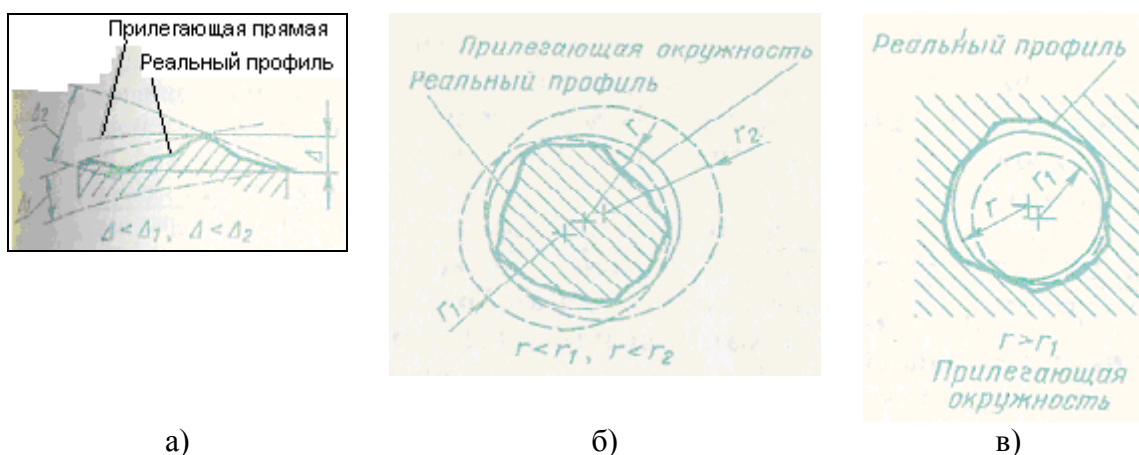 Прилегающая прямая
Реальный профиль
Δ2
Δ
Δ1
Δ<Δ1, Δ<Δ2
Прилегающая окружность
Реальный профиль
r
r2
r1
r<r1, r<r2
Реальный профиль
r
r1
r>r1
Прилегающая
окружность
а)
б)
в)